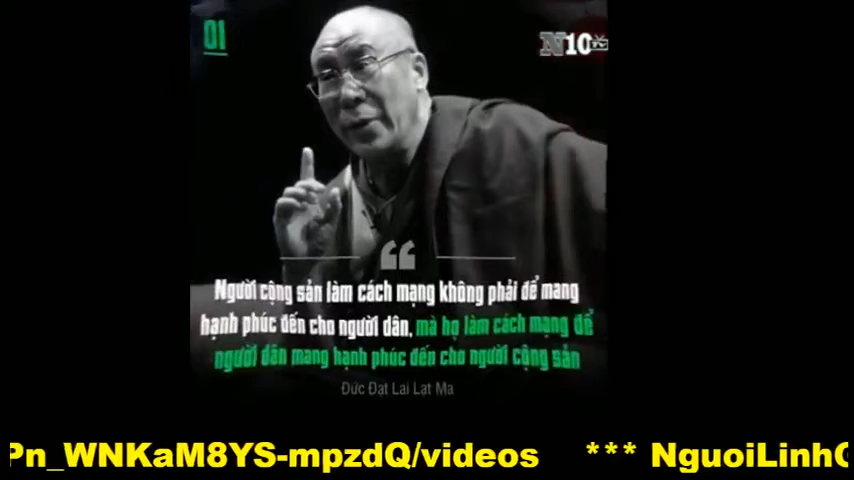 01
N10 TV
Người cộng sản làm cách mạng không phải để mang
hạnh phúc đến cho người dân, mà họ làm cách mạng để
người dân mang hạnh phúc đến cho người cộng sản
Đức Đạt Lai Lạt Ma
Pn_WNKaM8YS-mpzdQ/videos *** NguoiLinhC